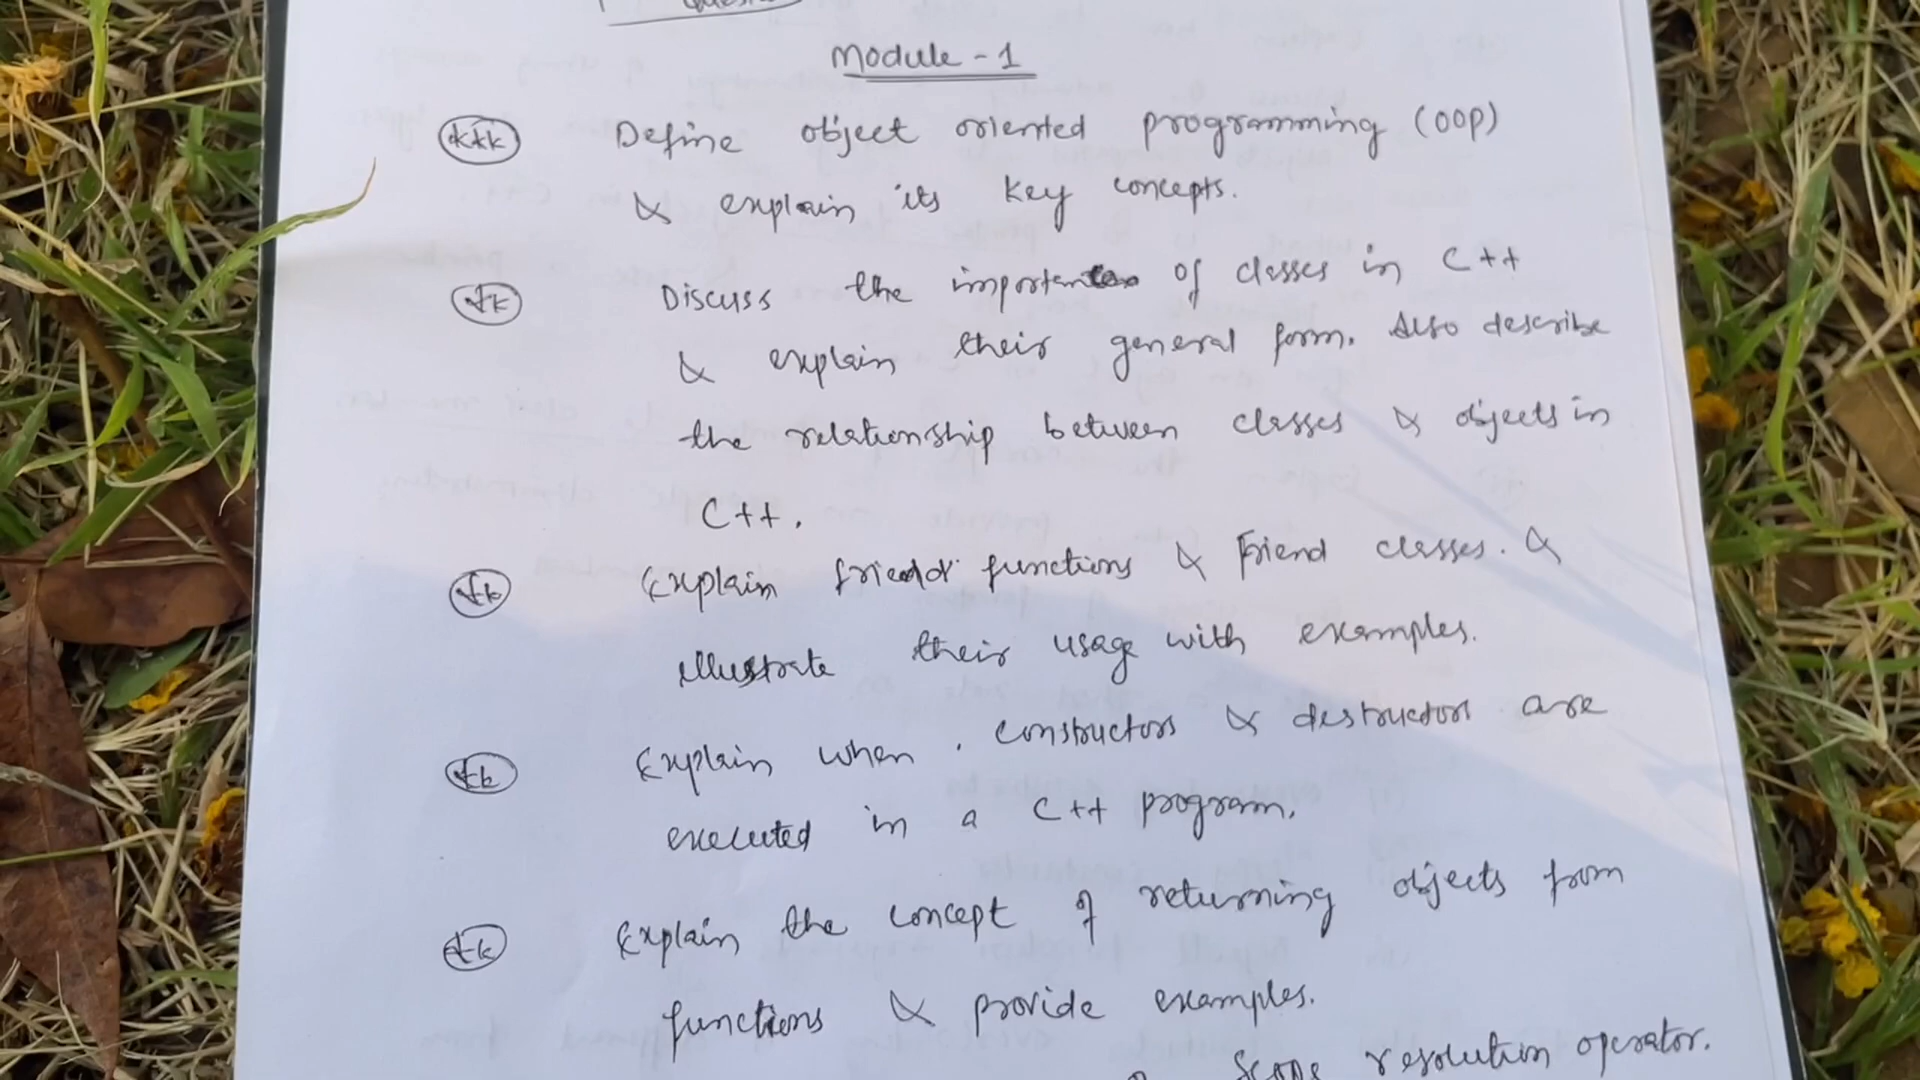 Module - 1
*** Define object oriented programming (OOP)
& explain its key concepts.
** Discuss the of classes in C++
& explain their general form. Also describe
the relationship between classes & objects in
C++.
** Explain friend functions & Friend classes. &
illustrate their usage with examples.
** Explain when, constructors & destructors are
executed in a C++ program.
** Explain the concept of returning objects from
functions & provide examples.
scope resolution operator.